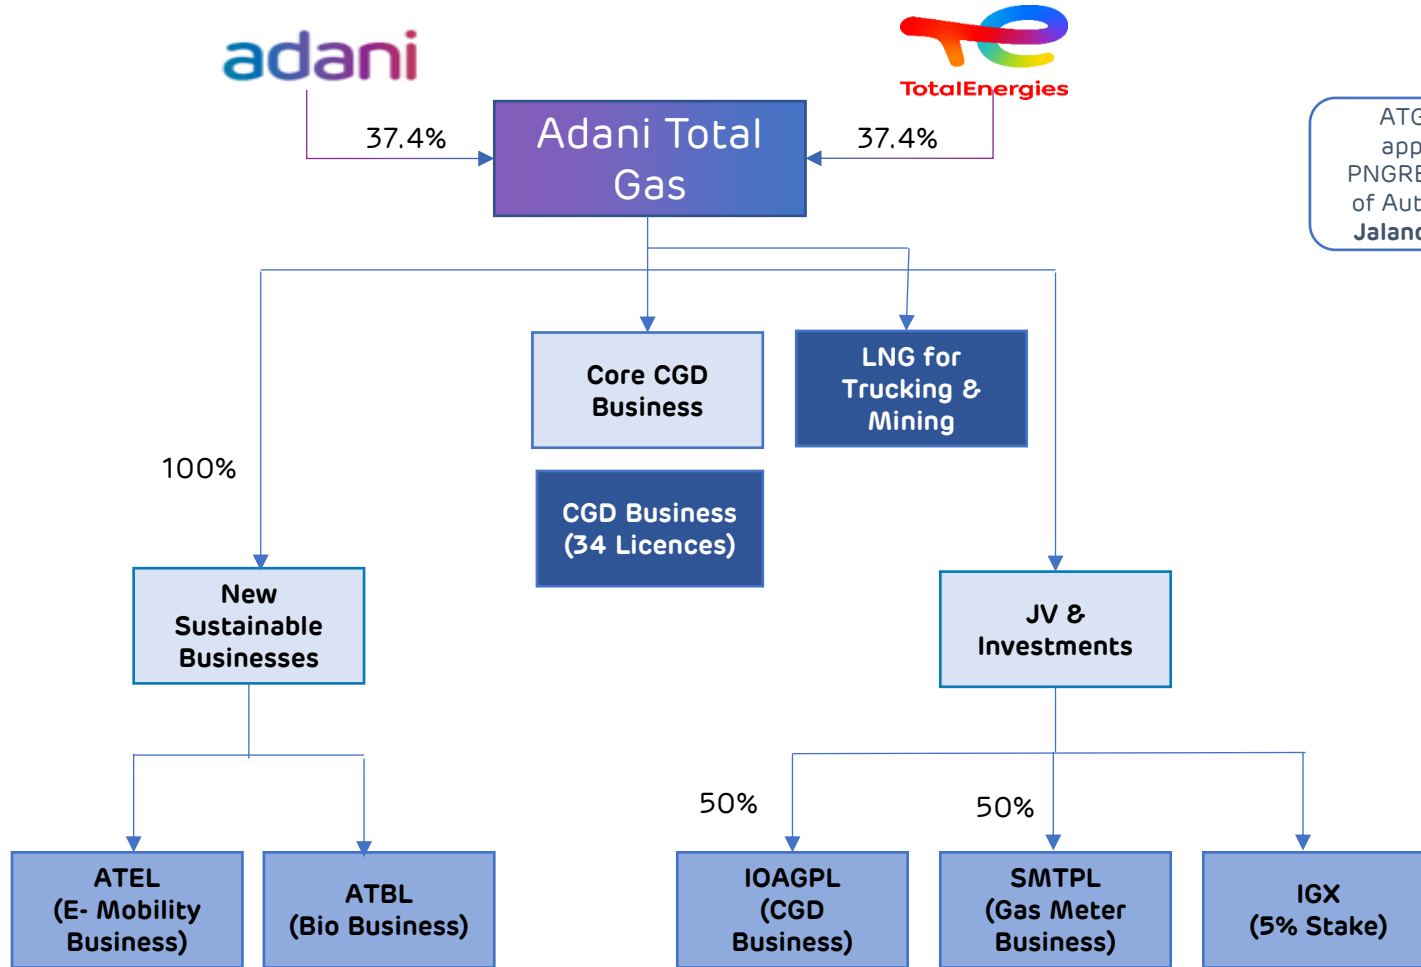 adani
TotalEnergies
37.4%
Adani Total
Gas
37.4%
of
Core CGD
Business
LNG for
Trucking &
Mining
100%
CGD Business
(34 Licences)
New
Sustainable
Businesses
JV &
Investments
50%
50%
ATEL
(E- Mobility
Business)
ATBL
(Bio Business)
IOAGPL
(CGD
Business)
SMTPL
(Gas Meter
Business)
IGX
(5% Stake)